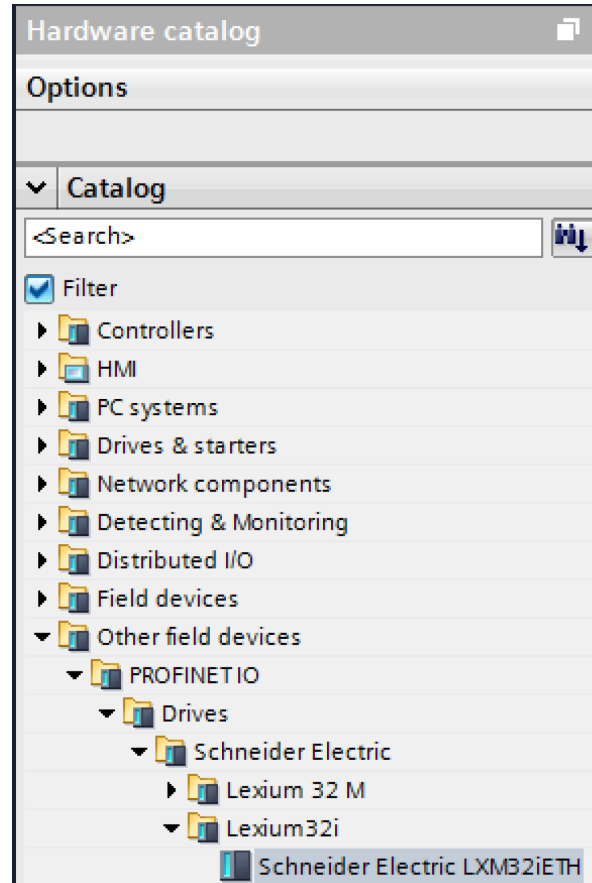 Hardware catalog
Options
Catalog
<Search>
Filter
Controllers
HMI
PC systems
Drives & starters
Network components
Detecting & Monitoring
Distributed I/O
Field devices
Other field devices
PROFINET IO
Drives
Schneider Electric
Lexium 32 M
Lexium32i
Schneider Electric LXM32iETH